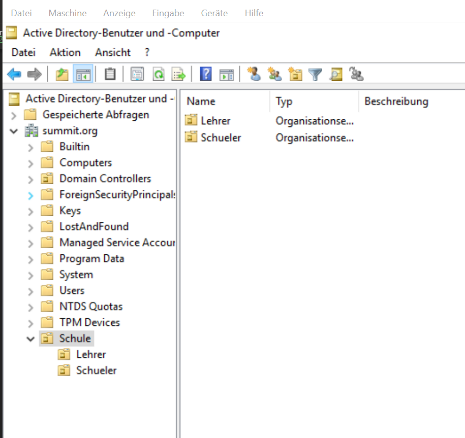 Datei Maschine Anzeige Eingabe Geräte Hilfe
Active Directory-Benutzer und -Computer
Datei Aktion Ansicht ?
Active Directory-Benutzer und -
Gespeicherte Abfragen
summit.org
Builtin
Computers
Domain Controllers
ForeignSecurityPrincipals
Keys
LostAndFound
Managed Service Accour
Program Data
System
Users
NTDS Quotas
TPM Devices
Schule
Lehrer
Schueler
Name Typ Beschreibung
Lehrer Organisationse...
Schueler Organisationse...